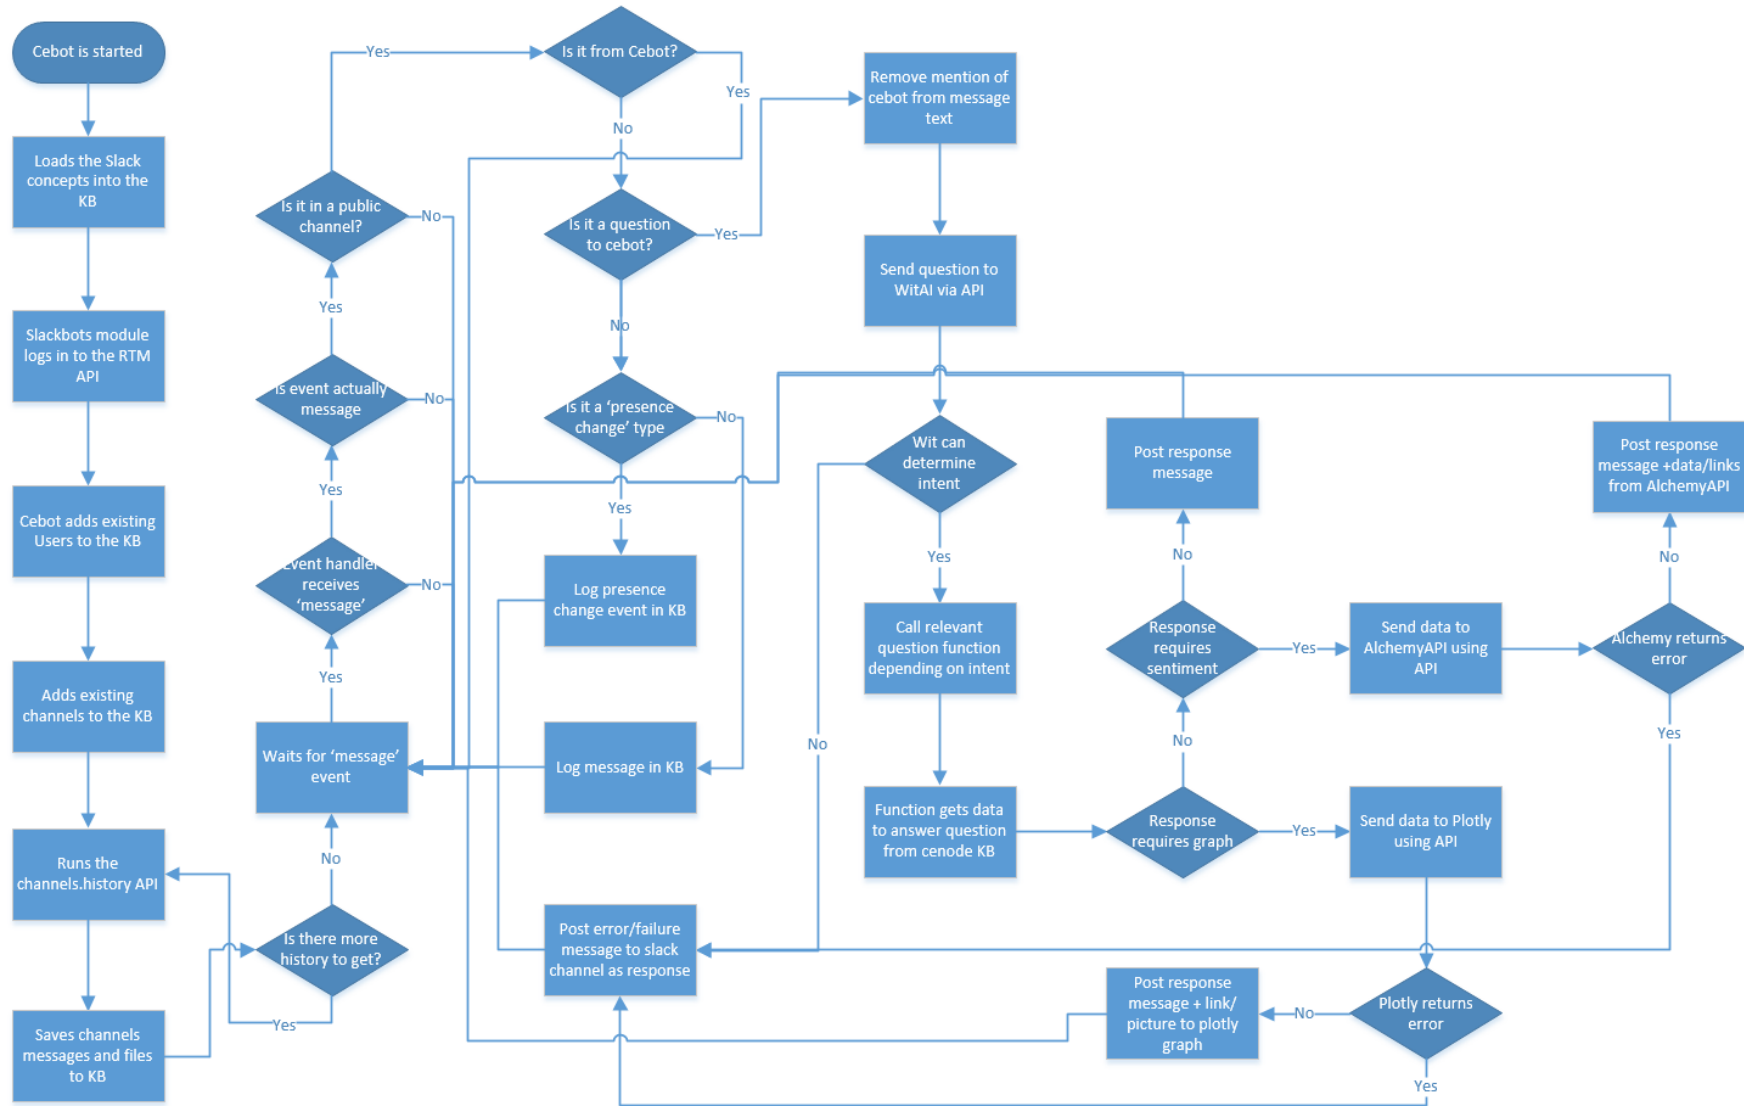 Cebot is started
Loads the Slack
concepts into the
KB
Slackbots module
logs in to the RTM
API
Cebot adds existing
Users to the KB
Adds existing
channels to the KB
Runs the
channels.history API
Saves channels
messages and files
to KB
Is there more
history to get?
Yes
No
Waits for ‘message’
event
Yes
Event handler
receives
‘message’
No
Yes
Is event actually
message
No
Yes
Is it in a public
channel?
No
Yes
Is it from Cebot?
Yes
No
Is it a question
to cebot?
Yes
No
Is it a ‘presence
change’ type
No
Yes
Log presence
change event in KB
Log message in KB
Post error/failure
message to slack
channel as response
Remove mention of
cebot from message
text
Send question to
WitAI via API
Wit can
determine
intent
No
Yes
Call relevant
question function
depending on intent
Function gets data
to answer question
from cenode KB
Response
requires graph
No
Yes
Response
requires
sentiment
No
Yes
Post response
message
Send data to
AlchemyAPI using
API
Alchemy returns
error
No
Yes
Post response
message +data/links
from AlchemyAPI
Send data to Plotly
using API
Plotly returns
error
No
Yes
Post response
message + link/
picture to plotly
graph